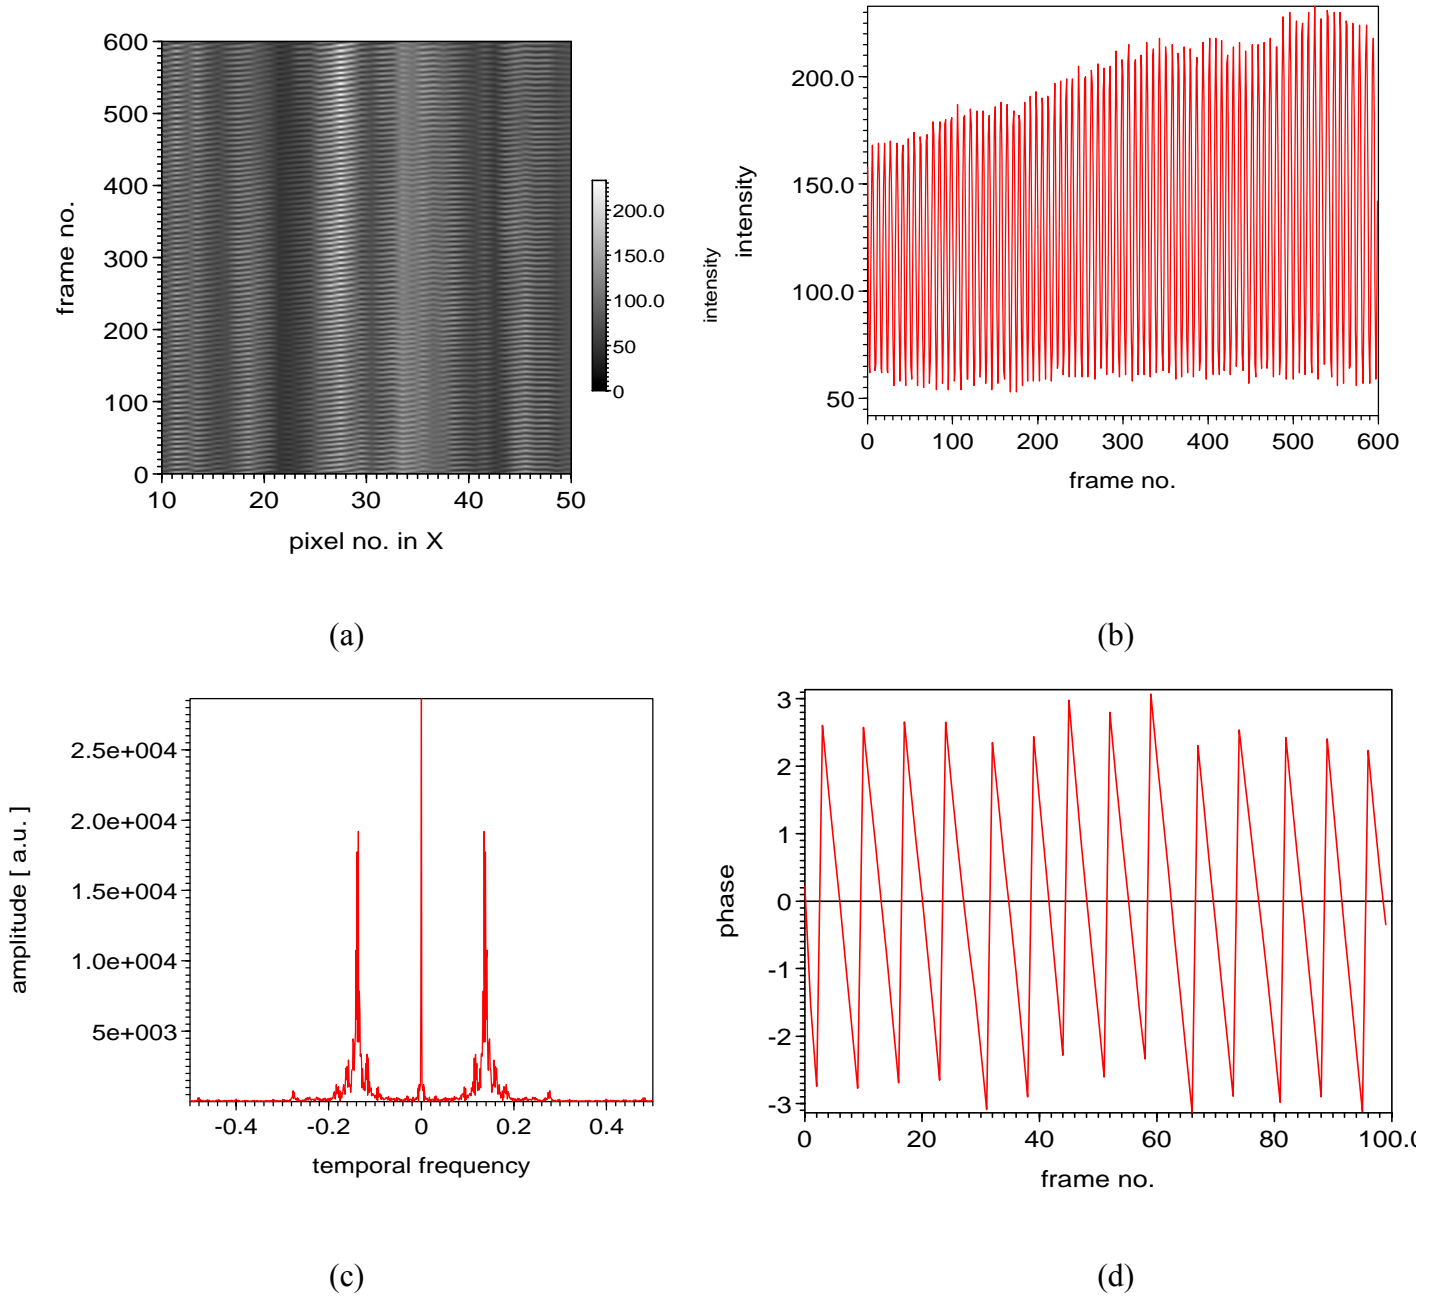 600
500
400
300
200
100
0
frame no.
10 20 30 40 50
pixel no. in X
200.0
150.0
100.0
50
0
intensity
(a)
200.0
150.0
100.0
50
intensity
0 100 200 300 400 500 600
frame no.
(b)
2.5e+004
2.0e+004
1.5e+004
1.0e+004
5e+003
amplitude [ a.u. ]
-0.4 -0.2 0 0.2 0.4
temporal frequency
(c)
3
2
1
0
-1
-2
-3
phase
0 20 40 60 80 100.0
frame no.
(d)